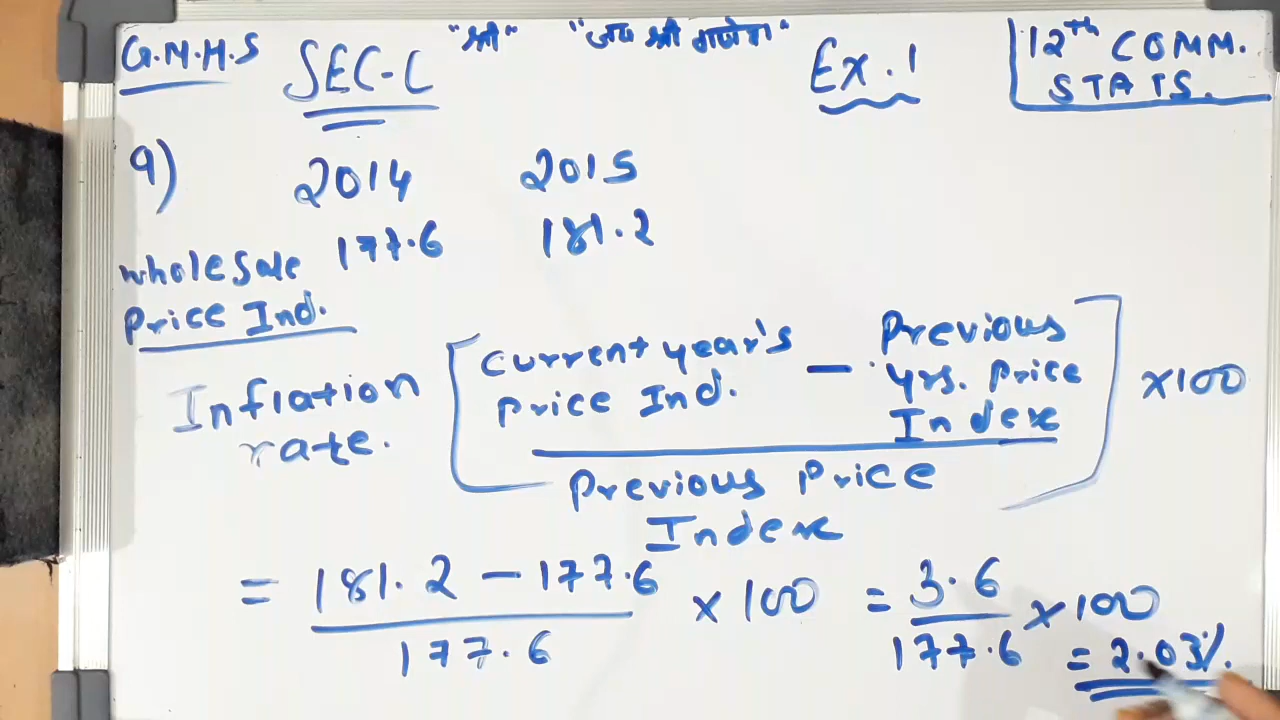 G.M.H.S SEC-C "श्री" "जय श्री गणेश" Ex.1 12th COMM. STATS.
9) 2014 2015
wholesale Price Ind. 177.6 181.2
Inflation rate. [ Current year's Price Ind. — Previous yrs. Price Index ] ×100
Previous Price Index
= 181.2 – 177.6 × 100 = 3.6 × 100
177.6 177.6 = 2.03%.